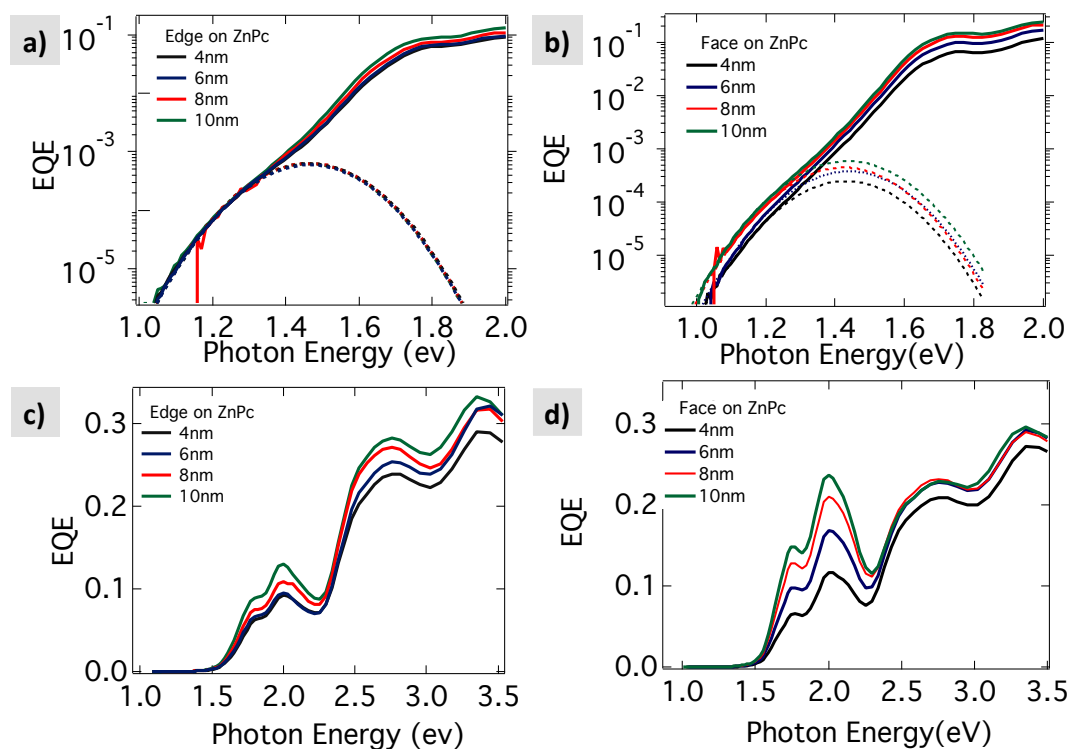 a)
Edge on ZnPc
4nm
6nm
8nm
10nm
EQE
10^-1
10^-3
10^-5
1.0 1.2 1.4 1.6 1.8 2.0
Photon Energy (ev)
b)
Face on ZnPc
4nm
6nm
8nm
10nm
EQE
10^-1
10^-2
10^-3
10^-4
10^-5
1.0 1.2 1.4 1.6 1.8 2.0
Photon Energy(eV)
c)
Edge on ZnPc
4nm
6nm
8nm
10nm
EQE
0.3
0.2
0.1
0.0
1.0 1.5 2.0 2.5 3.0 3.5
Photon Energy (ev)
d)
Face on ZnPc
4nm
6nm
8nm
10nm
EQE
0.3
0.2
0.1
0.0
1.0 1.5 2.0 2.5 3.0 3.5
Photon Energy(eV)